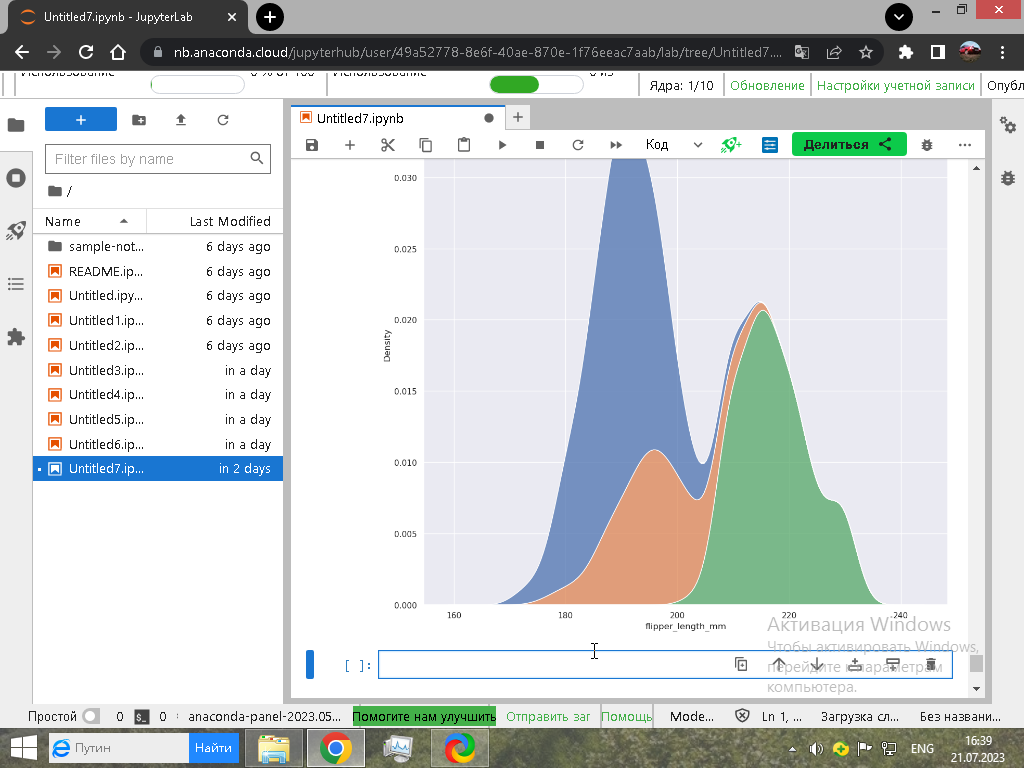 Untitled7.ipynb - JupyterLab
nb.anaconda.cloud/jupyterhub/user/49a52778-8e6f-40ae-870e-1f76eeac7aab/lab/tree/Untitled7....
Использование 0 % от 100 Использование 0 из
Ядра: 1/10 Обновление Настройки учетной записи Опубл
Untitled7.ipynb
Filter files by name
Код
Делиться
/
Name Last Modified
sample-not... 6 days ago
README.ip... 6 days ago
Untitled.ipy... 6 days ago
Untitled1.ip... 6 days ago
Untitled2.ip... 6 days ago
Untitled3.ip... in a day
Untitled4.ip... in a day
Untitled5.ip... in a day
Untitled6.ip... in a day
Untitled7.ip... in 2 days
0.030
0.025
0.020
Density
0.015
0.010
0.005
0.000
160 180 200 220 240
flipper_length_mm
[ ]:
Активация Windows
Чтобы активировать Windows,
перейдите к параметрам
компьютера.
Простой 0 $_ 0 anaconda-panel-2023.05... Помогите нам улучшить Отправить заг Помощь Mode... Ln 1, ... Загрузка сл... Без названи...
Путин Найти
ENG
16:39
21.07.2023